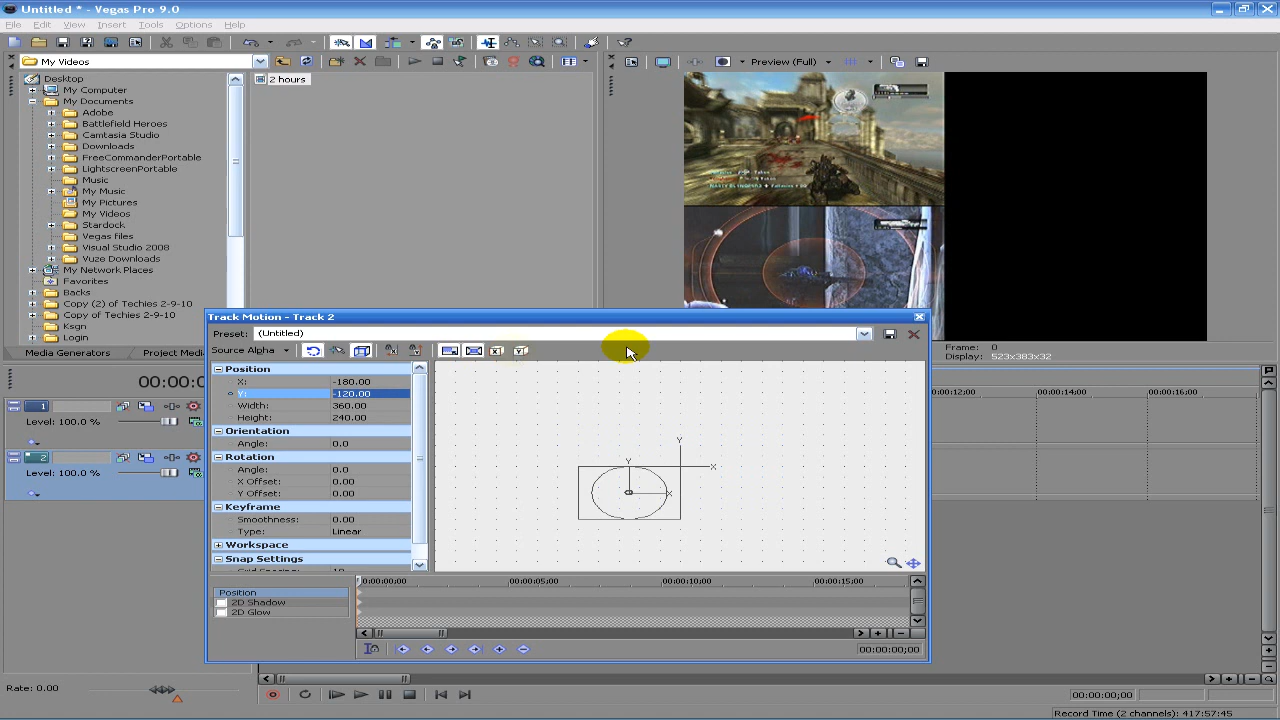 Untitled * - Vegas Pro 9.0
File Edit View Insert Tools Options Help
My Videos
Preview (Full)
Desktop
My Computer
My Documents
Adobe
Battlefield Heroes
Camtasia Studio
Downloads
FreeCommanderPortable
LightscreenPortable
Music
My Music
My Pictures
My Videos
Stardock
Vegas files
Visual Studio 2008
Vuze Downloads
My Network Places
Favorites
Backs
Copy (2) of Techies 2-9-10
Copy of Techies 2-9-10
Ksgn
Login
2 hours
Media Generators
Project Medi
Frame: 0
Display: 523x383x32
00:00:0
1
Level: 100.0 %
2
Level: 100.0 %
0:00:12;00
00:00:14;00
00:00:16;00
Track Motion - Track 2
Preset: (Untitled)
Source Alpha
Position
X: -180.00
Y: -120.00
Width: 360.00
Height: 240.00
Orientation
Angle: 0.0
Rotation
Angle: 0.0
X Offset: 0.00
Y Offset: 0.00
Keyframe
Smoothness: 0.00
Type: Linear
Workspace
Snap Settings
Y
X
Y
X
0:00:00;00
00:00:05;00
00:00:10;00
00:00:15;00
Position
2D Shadow
2D Glow
00:00:00;00
Rate: 0.00
00:00:00;00
Record Time (2 channels): 417:57:45